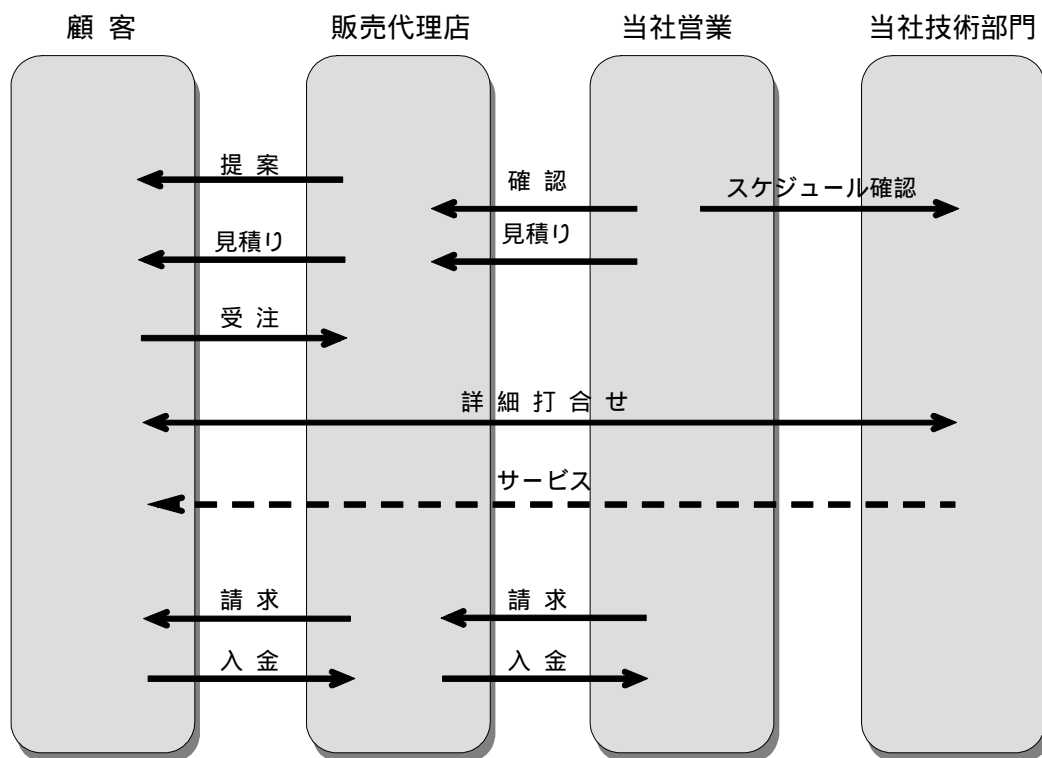 顧 客
販売代理店
当社営業
当社技術部門
提 案
確 認
スケジュール確認
見積り
見積り
受 注
詳 細 打 合 せ
サービス
請 求
請 求
入 金
入 金